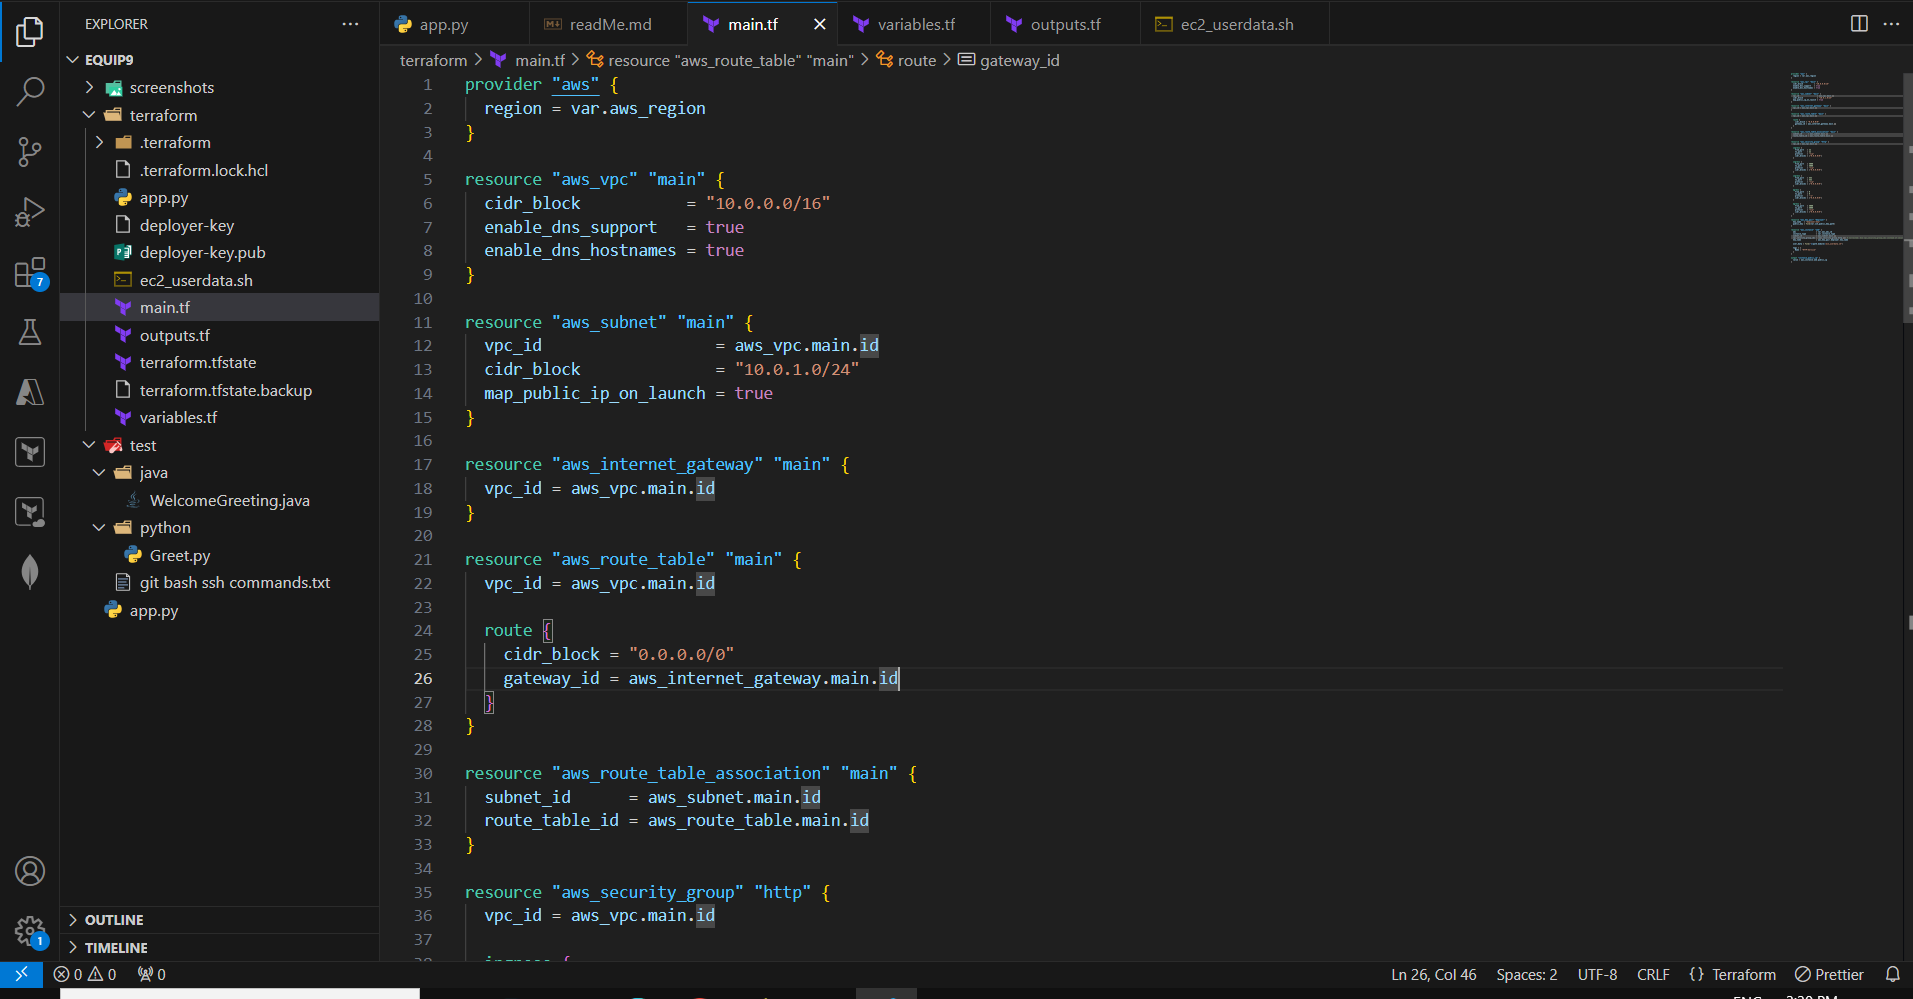 EXPLORER
EQUIP9
screenshots
terraform
.terraform
.terraform.lock.hcl
app.py
deployer-key
deployer-key.pub
ec2_userdata.sh
main.tf
outputs.tf
terraform.tfstate
terraform.tfstate.backup
variables.tf
test
java
WelcomeGreeting.java
python
Greet.py
git bash ssh commands.txt
app.py
OUTLINE
TIMELINE
7
1
app.py readMe.md main.tf variables.tf outputs.tf ec2_userdata.sh
terraform > main.tf > resource "aws_route_table" "main" > route > gateway_id
1 provider "aws" {
2 region = var.aws_region
3 }
4
5 resource "aws_vpc" "main" {
6 cidr_block = "10.0.0.0/16"
7 enable_dns_support = true
8 enable_dns_hostnames = true
9 }
10
11 resource "aws_subnet" "main" {
12 vpc_id = aws_vpc.main.id
13 cidr_block = "10.0.1.0/24"
14 map_public_ip_on_launch = true
15 }
16
17 resource "aws_internet_gateway" "main" {
18 vpc_id = aws_vpc.main.id
19 }
20
21 resource "aws_route_table" "main" {
22 vpc_id = aws_vpc.main.id
23
24 route {
25 cidr_block = "0.0.0.0/0"
26 gateway_id = aws_internet_gateway.main.id
27 }
28 }
29
30 resource "aws_route_table_association" "main" {
31 subnet_id = aws_subnet.main.id
32 route_table_id = aws_route_table.main.id
33 }
34
35 resource "aws_security_group" "http" {
36 vpc_id = aws_vpc.main.id
37
38 ingress {
0 0 0 Ln 26, Col 46 Spaces: 2 UTF-8 CRLF {} Terraform Prettier